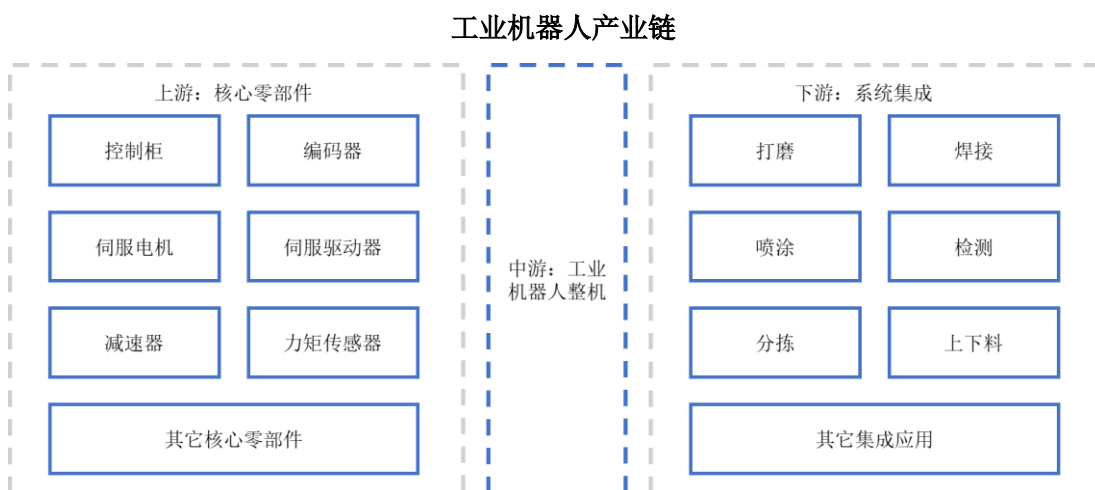 工业机器人产业链
上游：核心零部件
控制柜
编码器
伺服电机
伺服驱动器
减速器
力矩传感器
其它核心零部件
中游：工业
机器人整机
下游：系统集成
打磨
焊接
喷涂
检测
分拣
上下料
其它集成应用